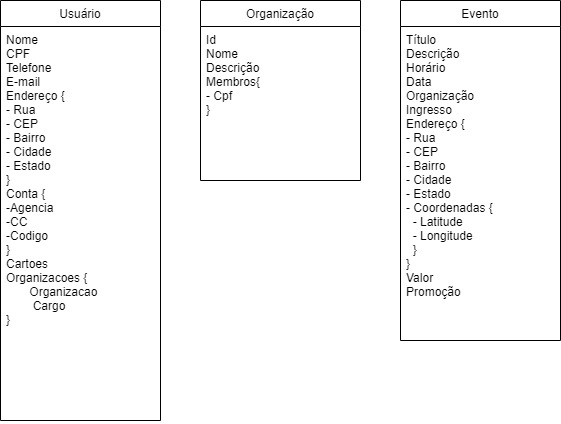 Usuário
Nome
CPF
Telefone
E-mail
Endereço {
- Rua
- CEP
- Bairro
- Cidade
- Estado
}
Conta {
-Agencia
-CC
-Codigo
}
Cartoes
Organizacoes {
Organizacao
Cargo
}
Organização
Id
Nome
Descrição
Membros{
- Cpf
}
Evento
Título
Descrição
Horário
Data
Organização
Ingresso
Endereço {
- Rua
- CEP
- Bairro
- Cidade
- Estado
- Coordenadas {
- Latitude
- Longitude
}
}
Valor
Promoção